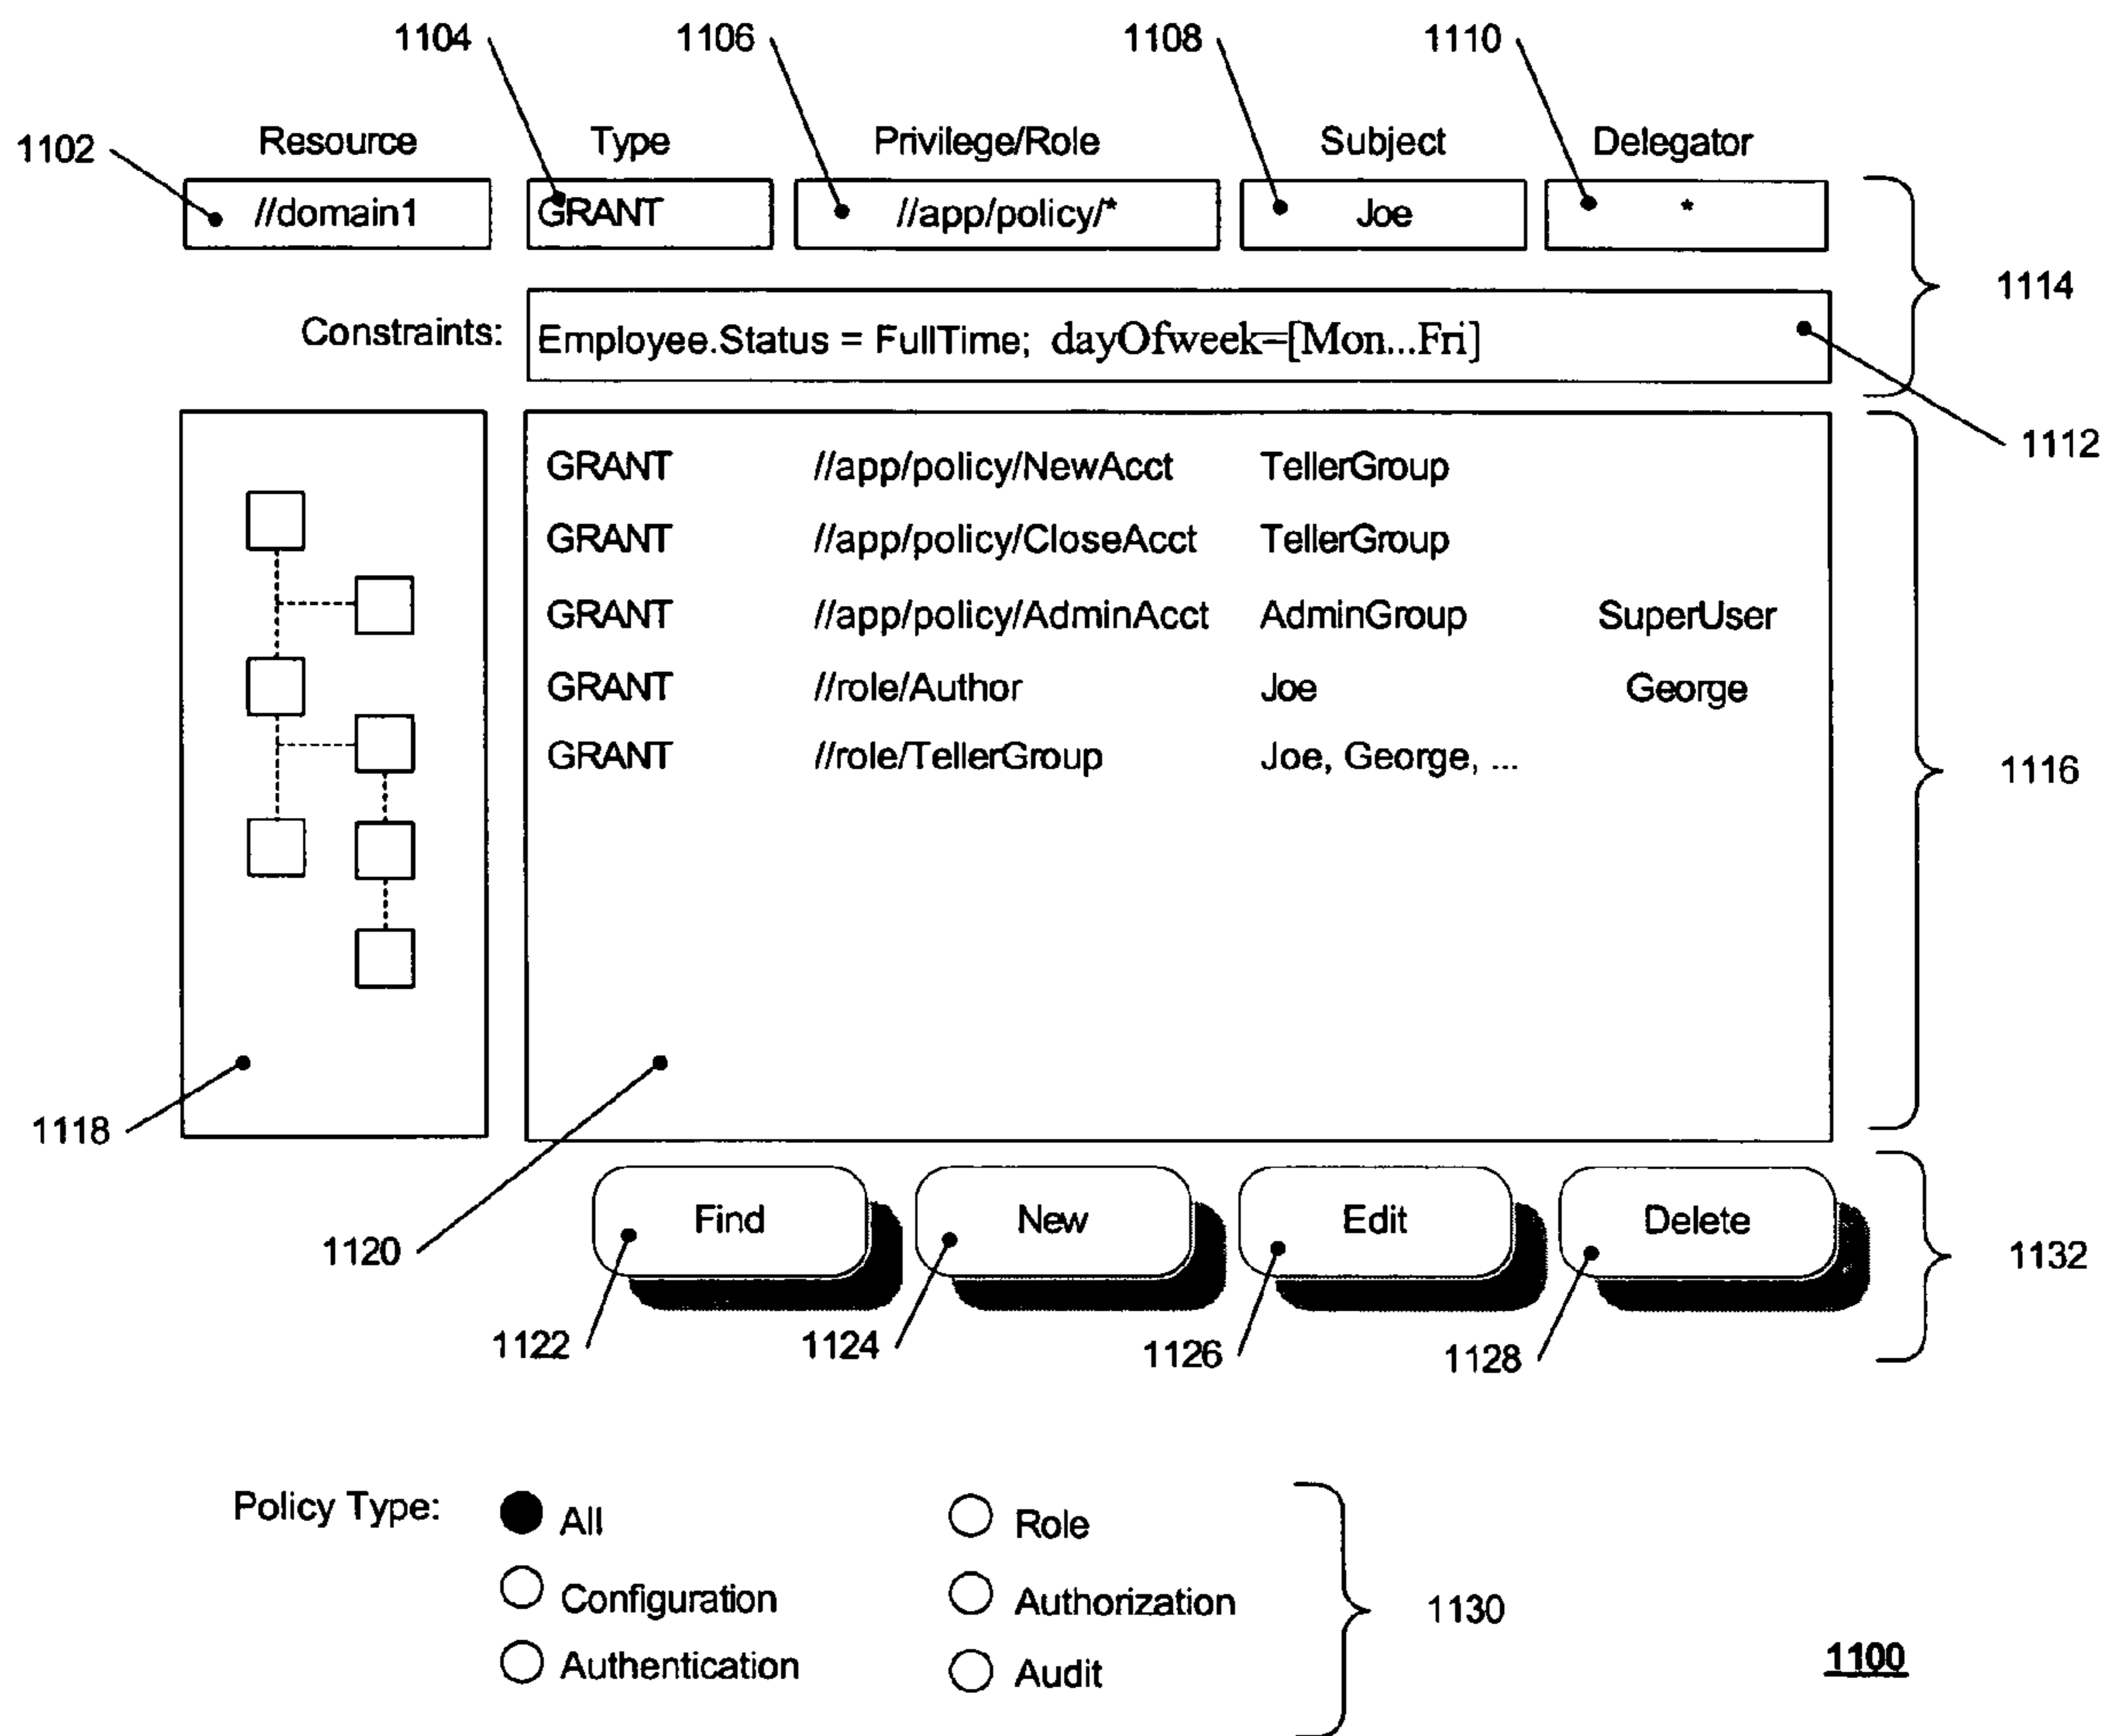 1104 1106 1108 1110
1102 Resource Type Privilege/Role Subject Delegator
//domain1 GRANT //app/policy/* Joe *
1114
Constraints: Employee.Status = FullTime; dayOfweek=[Mon...Fri]
1112
GRANT //app/policy/NewAcct TellerGroup
GRANT //app/policy/CloseAcct TellerGroup
GRANT //app/policy/AdminAcct AdminGroup SuperUser
GRANT //role/Author Joe George
GRANT //role/TellerGroup Joe, George, ...
1116
1118
Find New Edit Delete
1120 1132
1122 1124 1126 1128
Policy Type: All Role
Configuration Authorization
1130
Authentication Audit
1100